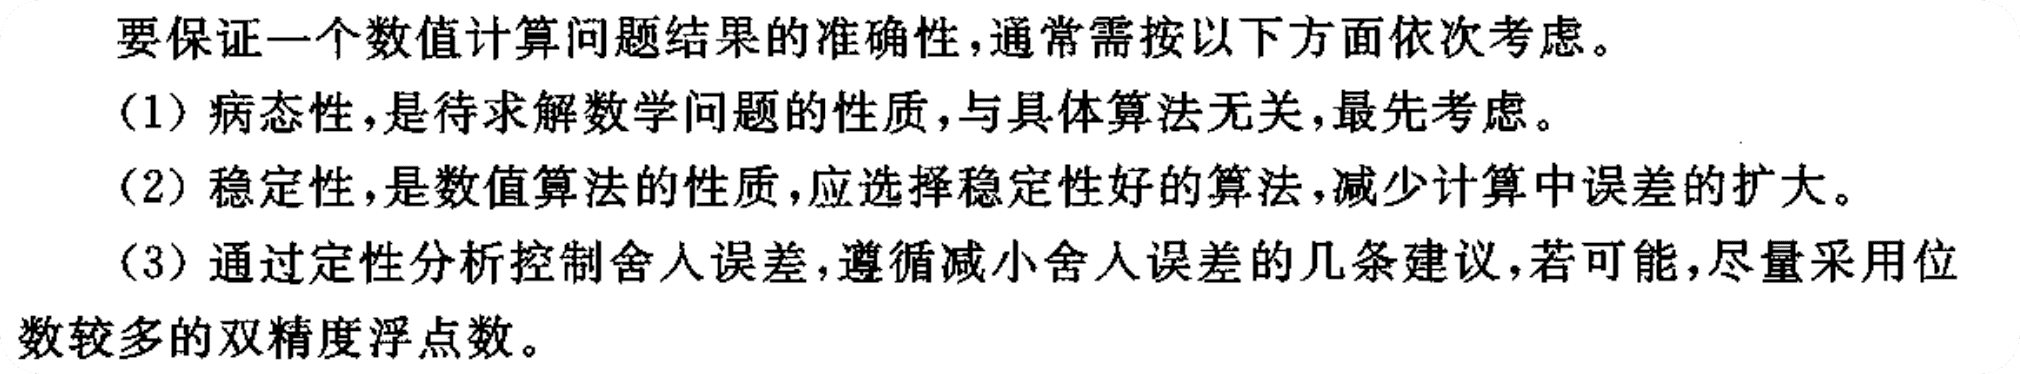 要保证一个数值计算问题结果的准确性,通常需按以下方面依次考虑。
(1) 病态性,是待求解数学问题的性质,与具体算法无关,最先考虑。
(2) 稳定性,是数值算法的性质,应选择稳定性好的算法,减少计算中误差的扩大。
(3) 通过定性分析控制舍入误差,遵循减小舍入误差的几条建议,若可能,尽量采用位
数较多的双精度浮点数。